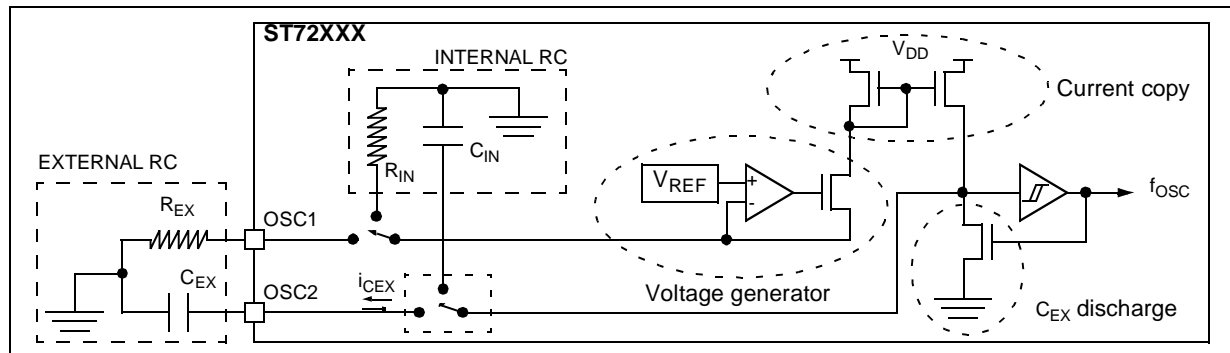 ST72XXX
INTERNAL RC
V_DD
Current copy
R_IN
C_IN
EXTERNAL RC
V_REF
+
-
f_OSC
R_EX
OSC1
C_EX
OSC2
i_CEX
Voltage generator
C_EX discharge